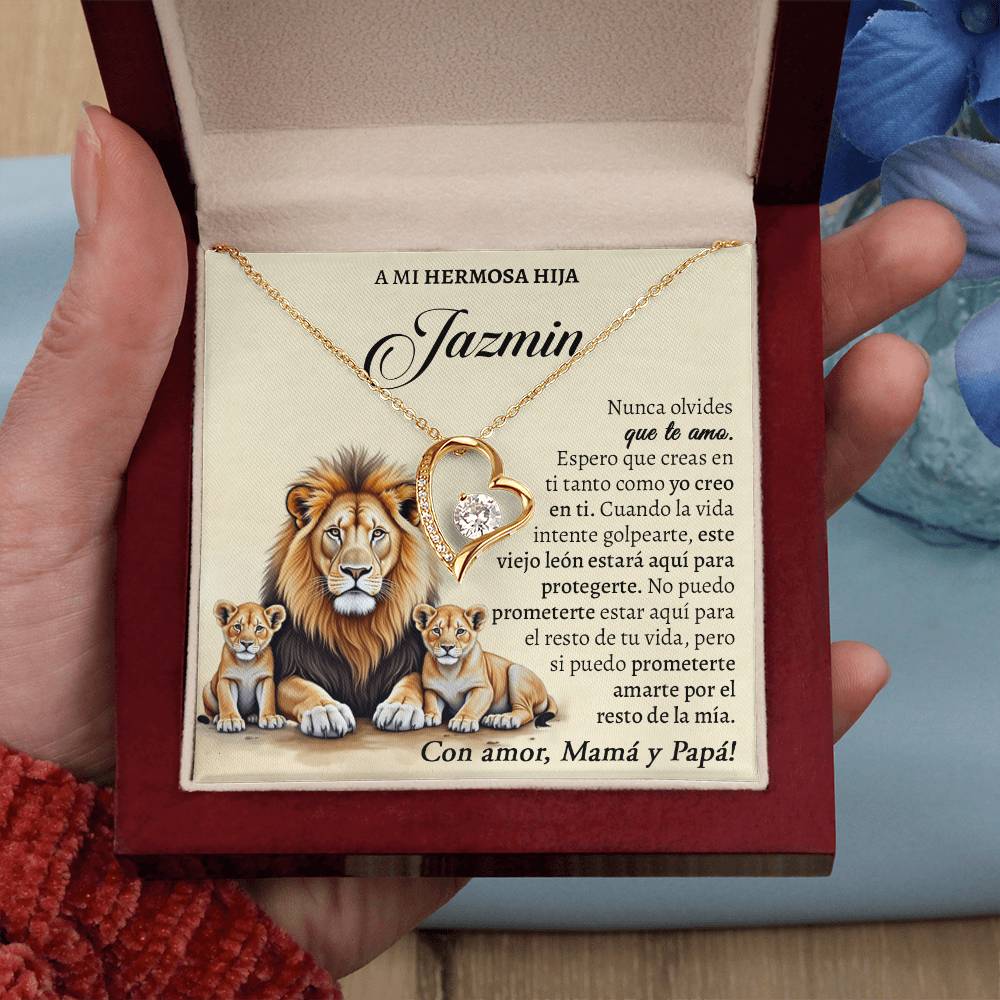 A MI HERMOSA HIJA
Jazmin
Nunca olvides
que te amo.
Espero que creas en
ti tanto como yo creo
en ti. Cuando la vida
intente golpearte, este
viejo león estará aquí para
protegerte. No puedo
prometerte estar aquí para
el resto de tu vida, pero
si puedo prometerte
amarte por el
resto de la mía.
Con amor, Mamá y Papá!